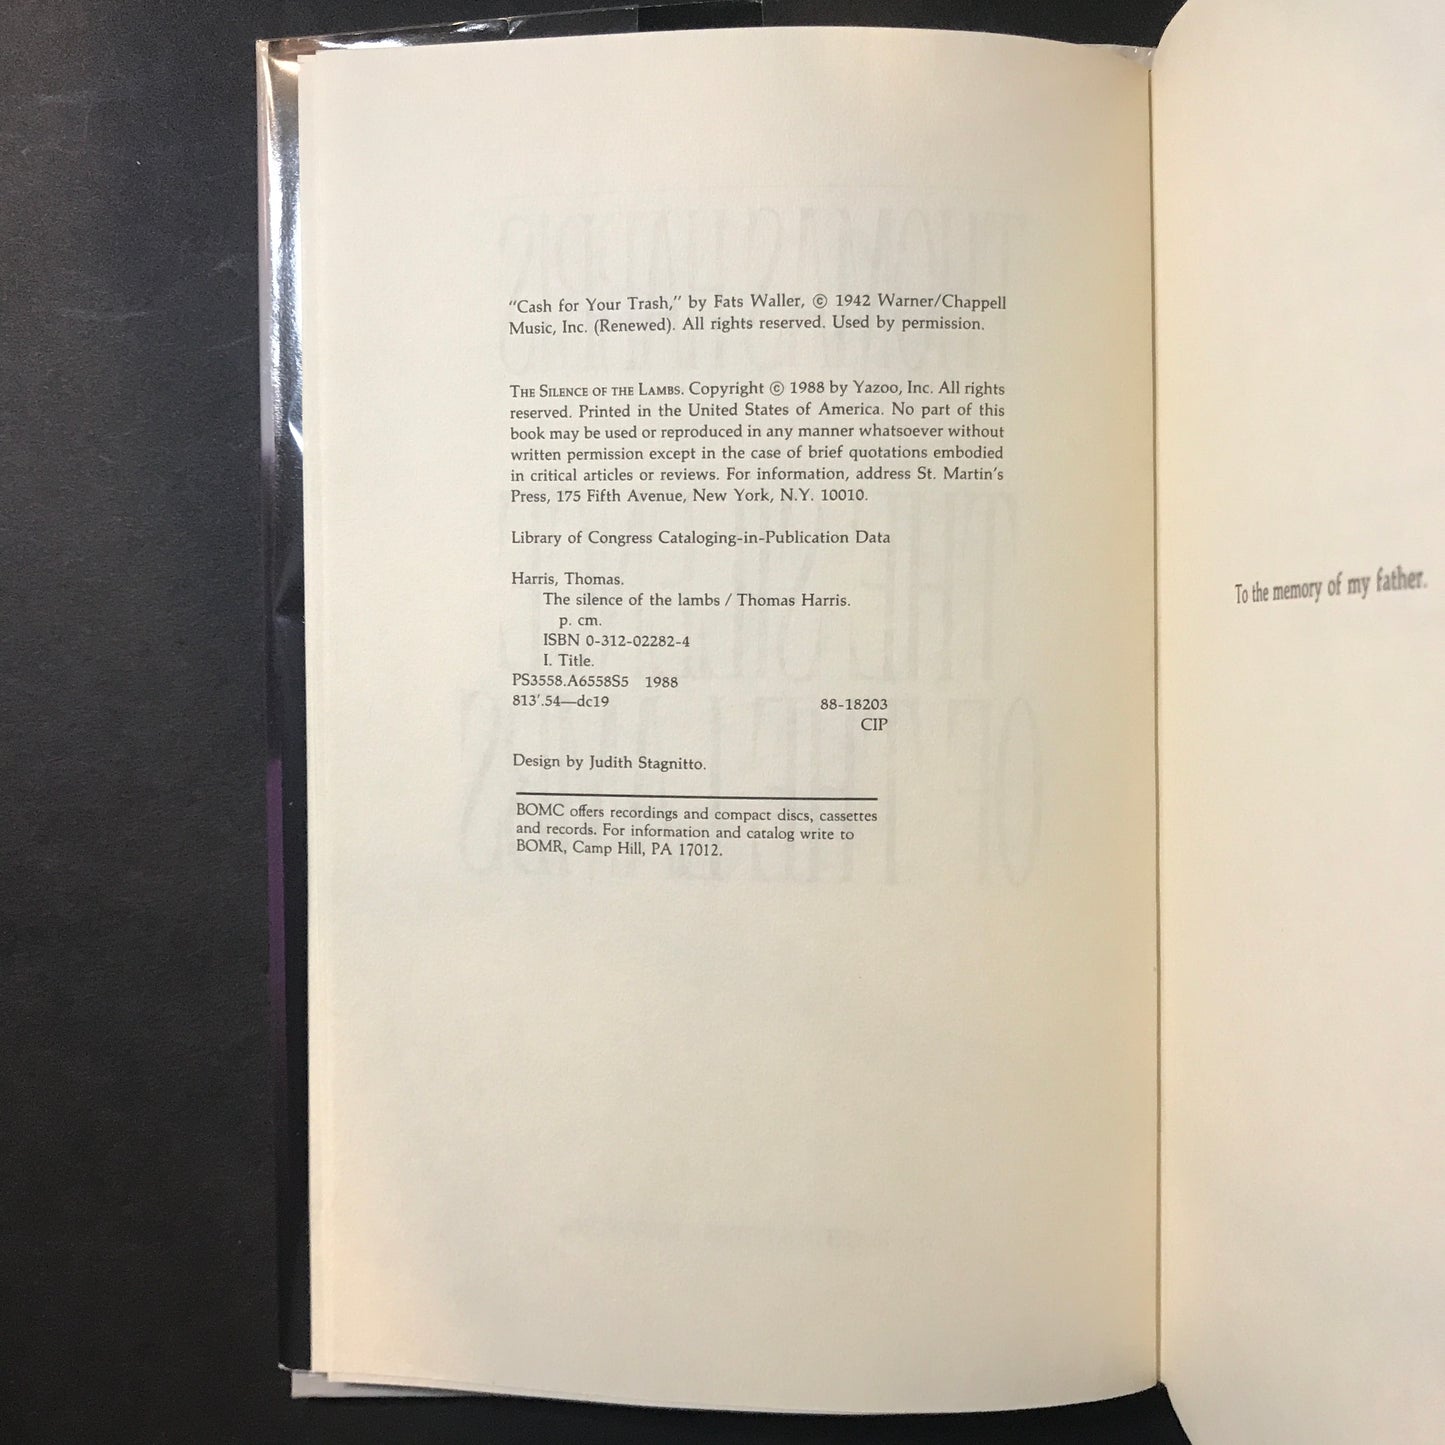 "Cash for Your Trash," by Fats Waller, © 1942 Warner/Chappell
Music, Inc. (Renewed). All rights reserved. Used by permission.
THE SILENCE OF THE LAMBS. Copyright © 1988 by Yazoo, Inc. All rights
reserved. Printed in the United States of America. No part of this
book may be used or reproduced in any manner whatsoever without
written permission except in the case of brief quotations embodied
in critical articles or reviews. For information, address St. Martin's
Press, 175 Fifth Avenue, New York, N.Y. 10010.
Library of Congress Cataloging-in-Publication Data
Harris, Thomas.
The silence of the lambs / Thomas Harris.
p. cm.
ISBN 0-312-02282-4
I. Title.
PS3558.A6558S5 1988
813'.54—dc19 88-18203
CIP
Design by Judith Stagnitto.
BOMC offers recordings and compact discs, cassettes
and records. For information and catalog write to
BOMR, Camp Hill, PA 17012.
To the memory of my father.